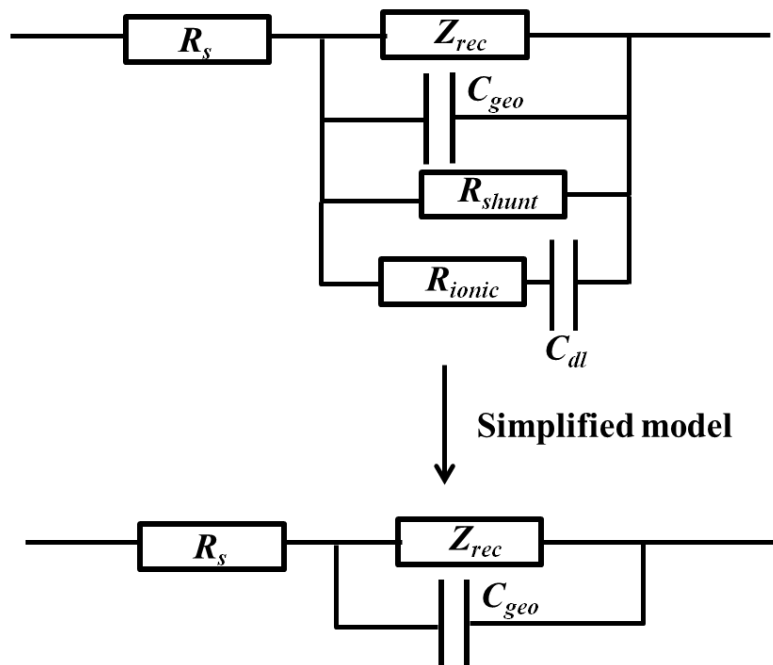 R_s
Z_rec
C_geo
R_shunt
R_ionic
C_dl
Simplified model
R_s
Z_rec
C_geo